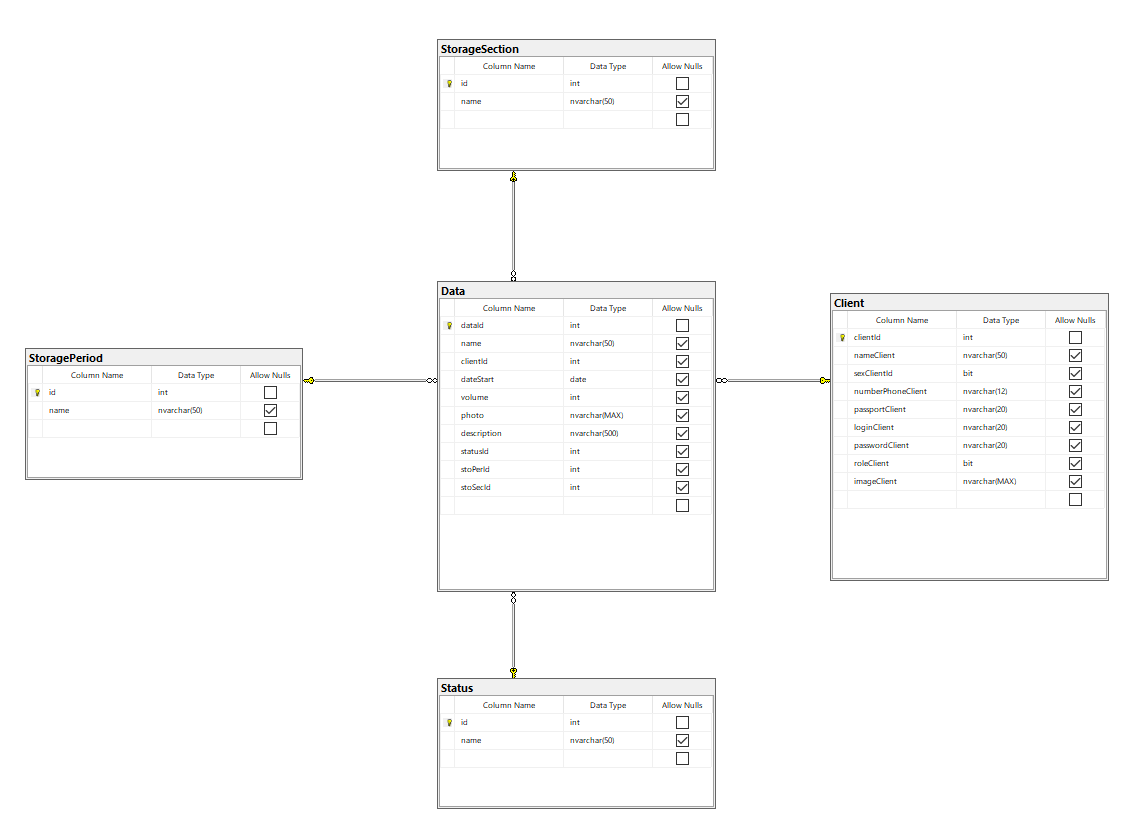 StorageSection
Column Name Data Type Allow Nulls
id int
name nvarchar(50)
Data
Column Name Data Type Allow Nulls
dataId int
name nvarchar(50)
clientId int
dateStart date
volume int
photo nvarchar(MAX)
description nvarchar(500)
statusId int
stoPerId int
stoSecId int
Client
Column Name Data Type Allow Nulls
clientId int
nameClient nvarchar(50)
sexClientId bit
numberPhoneClient nvarchar(12)
passportClient nvarchar(20)
loginClient nvarchar(20)
passwordClient nvarchar(20)
roleClient bit
imageClient nvarchar(MAX)
StoragePeriod
Column Name Data Type Allow Nulls
id int
name nvarchar(50)
Status
Column Name Data Type Allow Nulls
id int
name nvarchar(50)